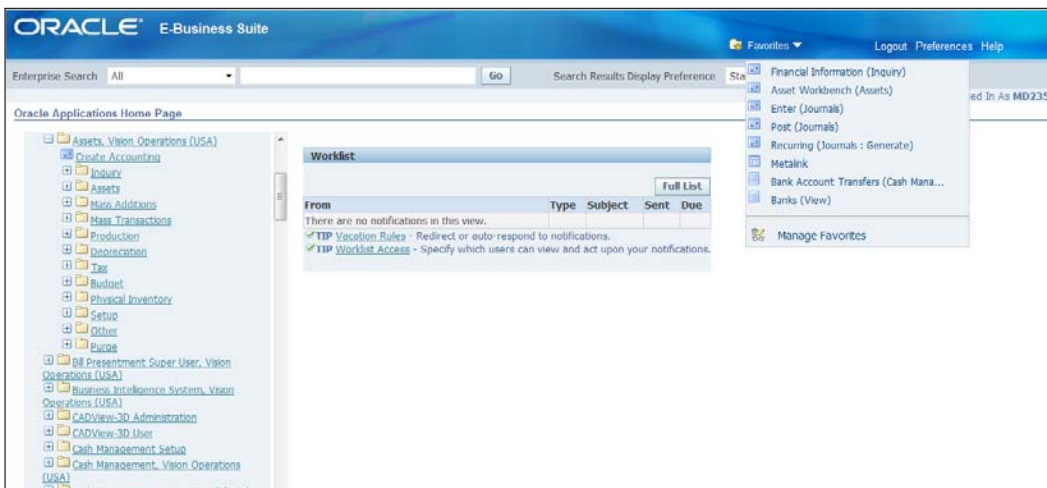 ORACLE® E-Business Suite
Favorites
Logout Preferences Help
Enterprise Search All
Go
Search Results Display Preference
Sta
Financial Information (Inquiry)
Asset Workbench (Assets)
Enter (Journals)
Post (Journals)
Recurring (Journals : Generate)
Metalink
Bank Account Transfers (Cash Mana...
Banks (View)
Manage Favorites
ed In As MD235
Oracle Applications Home Page
Assets, Vision Operations (USA)
Create Accounting
Inquiry
Assets
Mass Additions
Mass Transactions
Production
Depreciation
Tax
Budget
Physical Inventory
Setup
Other
Purge
Bill Presentment Super User, Vision
Operations (USA)
Business Intelligence System, Vision
Operations (USA)
CADView-3D Administration
CADView-3D User
Cash Management Setup
Cash Management, Vision Operations
(USA)
Worklist
Full List
From Type Subject Sent Due
There are no notifications in this view.
TIP Vacation Rules - Redirect or auto-respond to notifications.
TIP Worklist Access - Specify which users can view and act upon your notifications.